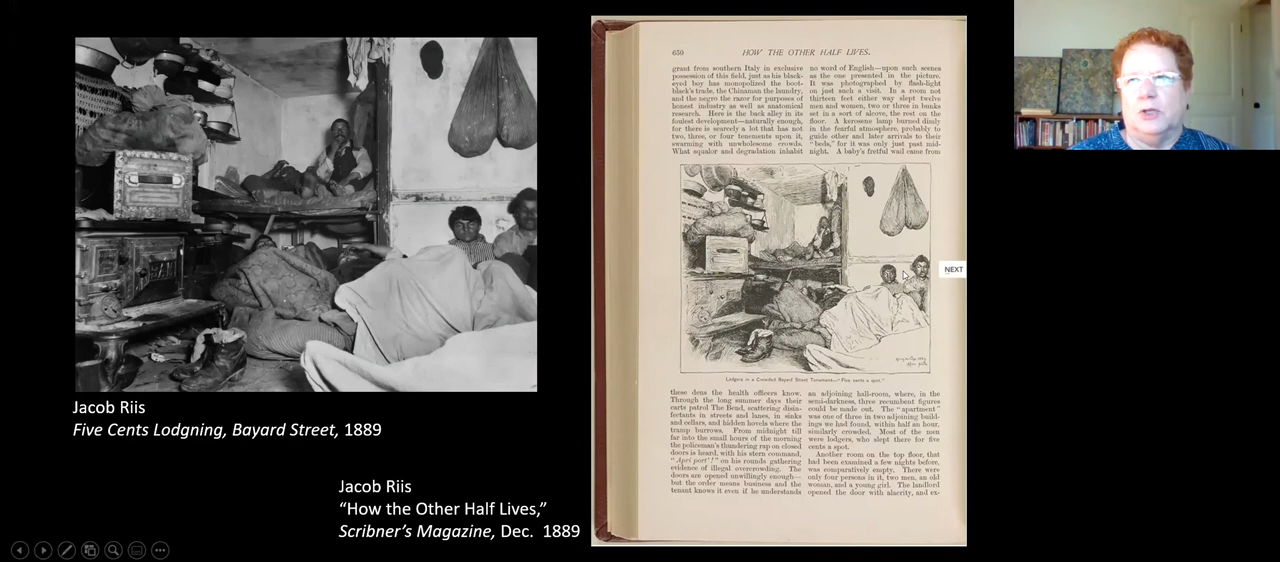 Jacob Riis
Five Cents Lodgning, Bayard Street, 1889
Jacob Riis
“How the Other Half Lives,”
Scribner’s Magazine, Dec. 1889
650 HOW THE OTHER HALF LIVES.
grant from southern Italy in exclusive
possession of this field, just as his black-
eyed boy has monopolized the boot-
black's trade, the Chinaman the laundry,
and the negro the razor for purposes of
honest industry as well as anatomical
research. Here is the back alley in its
foulest development—naturally enough,
for there is scarcely a lot that has not
two, three, or four tenements upon it,
swarming with unwholesome crowds.
What squalor and degradation inhabit
no word of English—upon such scenes
as the one presented in the picture.
It was photographed by flash-light
on just such a visit. In a room not
thirteen feet either way slept twelve
men and women, two or three in bunks
set in a sort of alcove, the rest on the
floor. A kerosene lamp burned dimly
in the fearful atmosphere, probably to
guide other and later arrivals to their
“beds,” for it was only just past mid-
night. A baby's fretful wail came from
Lodgers in a Crowded Bayard Street Tenement—“Five cents a spot.”
these dens the health officers know.
Through the long summer days their
carts patrol The Bend, scattering disin-
fectants in streets and lanes, in sinks
and cellars, and hidden hovels where the
tramp burrows. From midnight till
far into the small hours of the morning
the policeman's thundering rap on closed
doors is heard, with his stern command,
“Apri port'!” on his rounds gathering
evidence of illegal overcrowding. The
doors are opened unwillingly enough—
but the order means business and the
tenant knows it even if he understands
an adjoining hall-room, where, in the
semi-darkness, three recumbent figures
could be made out. The “apartment”
was one of three in two adjoining build-
ings we had found, within half an hour,
similarly crowded. Most of the men
were lodgers, who slept there for five
cents a spot.
Another room on the top floor, that
had been examined a few nights before,
was comparatively empty. There were
only four persons in it, two men, an old
woman, and a young girl. The landlord
opened the door with alacrity, and ex-
NEXT